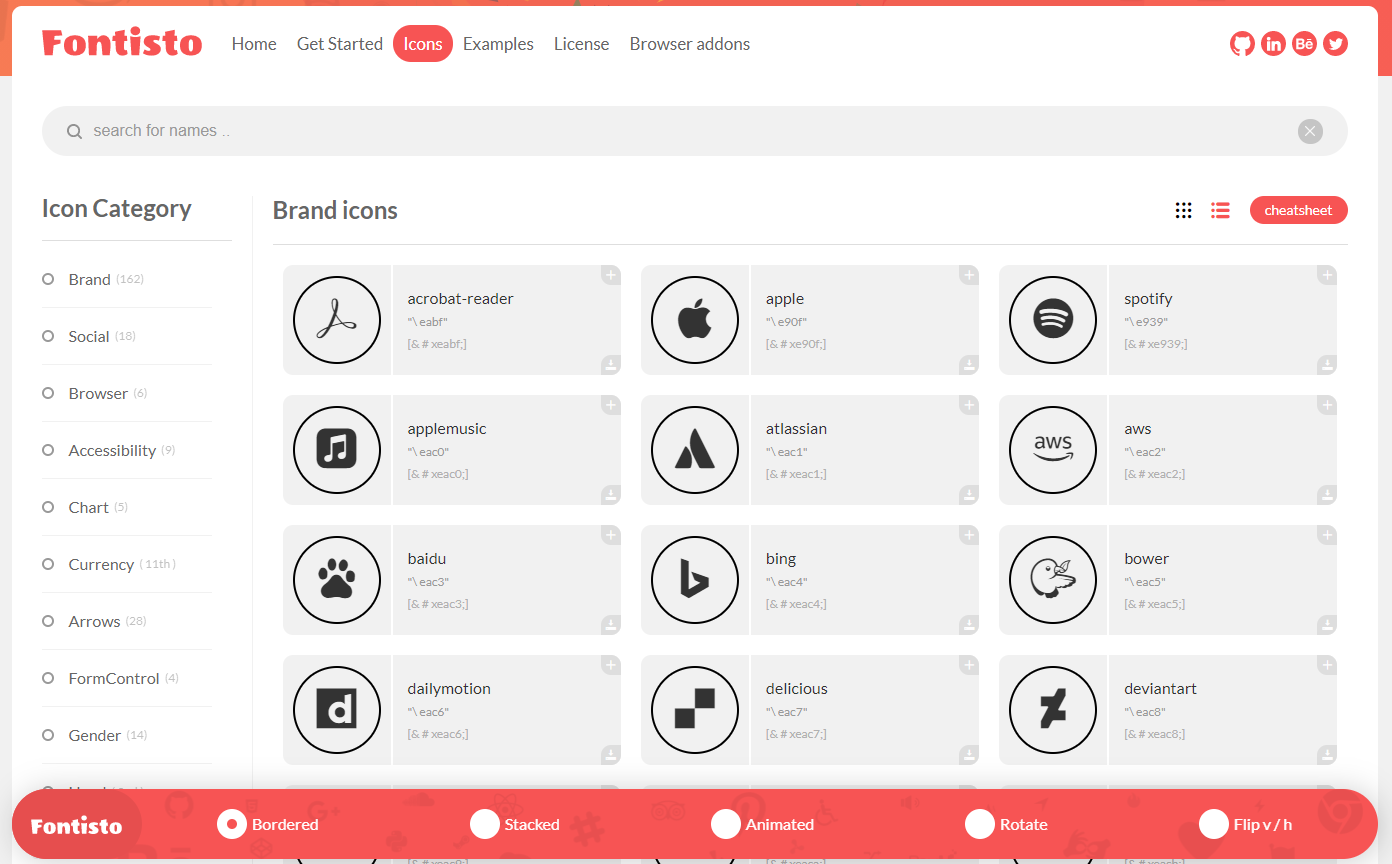 Fontisto
Home
Get Started
Icons
Examples
License
Browser addons
search for names ..
Icon Category
Brand (162)
Social (18)
Browser (6)
Accessibility (9)
Chart (5)
Currency ( 11th )
Arrows (28)
FormControl (4)
Gender (14)
Brand icons
cheatsheet
acrobat-reader
"\ eabf"
[& # xeabf;]
apple
"\ e90f"
[& # xe90f;]
spotify
"\ e939"
[& # xe939;]
applemusic
"\ eac0"
[& # xeac0;]
atlassian
"\ eac1"
[& # xeac1;]
aws
aws
"\ eac2"
[& # xeac2;]
baidu
"\ eac3"
[& # xeac3;]
bing
"\ eac4"
[& # xeac4;]
bower
"\ eac5"
[& # xeac5;]
dailymotion
"\ eac6"
[& # xeac6;]
delicious
"\ eac7"
[& # xeac7;]
deviantart
"\ eac8"
[& # xeac8;]
Fontisto
Bordered
Stacked
Animated
Rotate
Flip v / h